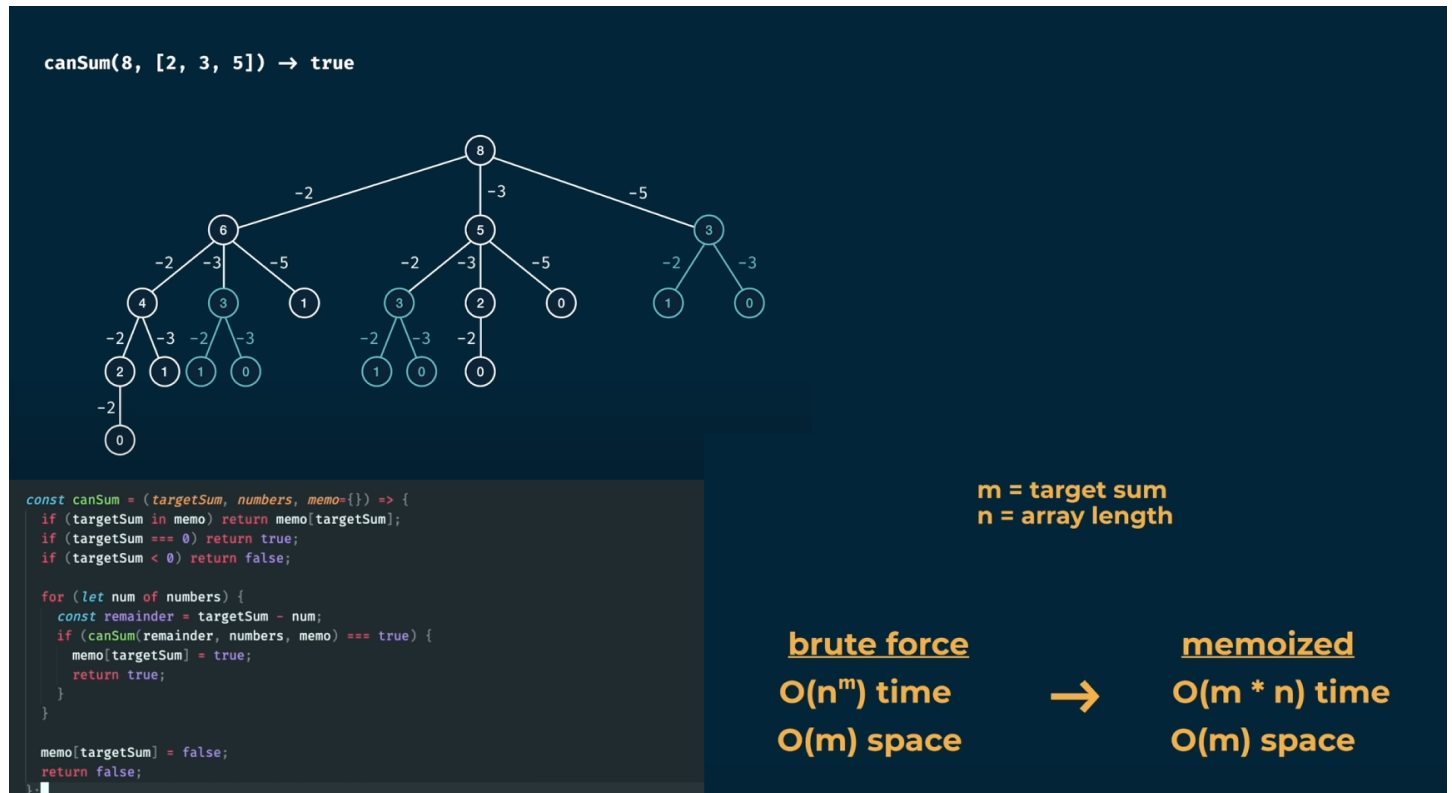 canSum(8, [2, 3, 5]) → true
8
-2 -3 -5
6 5 3
-2 -3 -5 -2 -3 -5 -2 -3
4 3 1 3 2 0 1 0
-2 -3 -2 -3 -2 -3 -2
2 1 1 0 1 0 0
-2
0
const canSum = (targetSum, numbers, memo={}) => {
if (targetSum in memo) return memo[targetSum];
if (targetSum === 0) return true;
if (targetSum < 0) return false;
for (let num of numbers) {
const remainder = targetSum - num;
if (canSum(remainder, numbers, memo) === true) {
memo[targetSum] = true;
return true;
}
}
memo[targetSum] = false;
return false;
};
m = target sum
n = array length
brute force
O(nᵐ) time
O(m) space
→
memoized
O(m * n) time
O(m) space